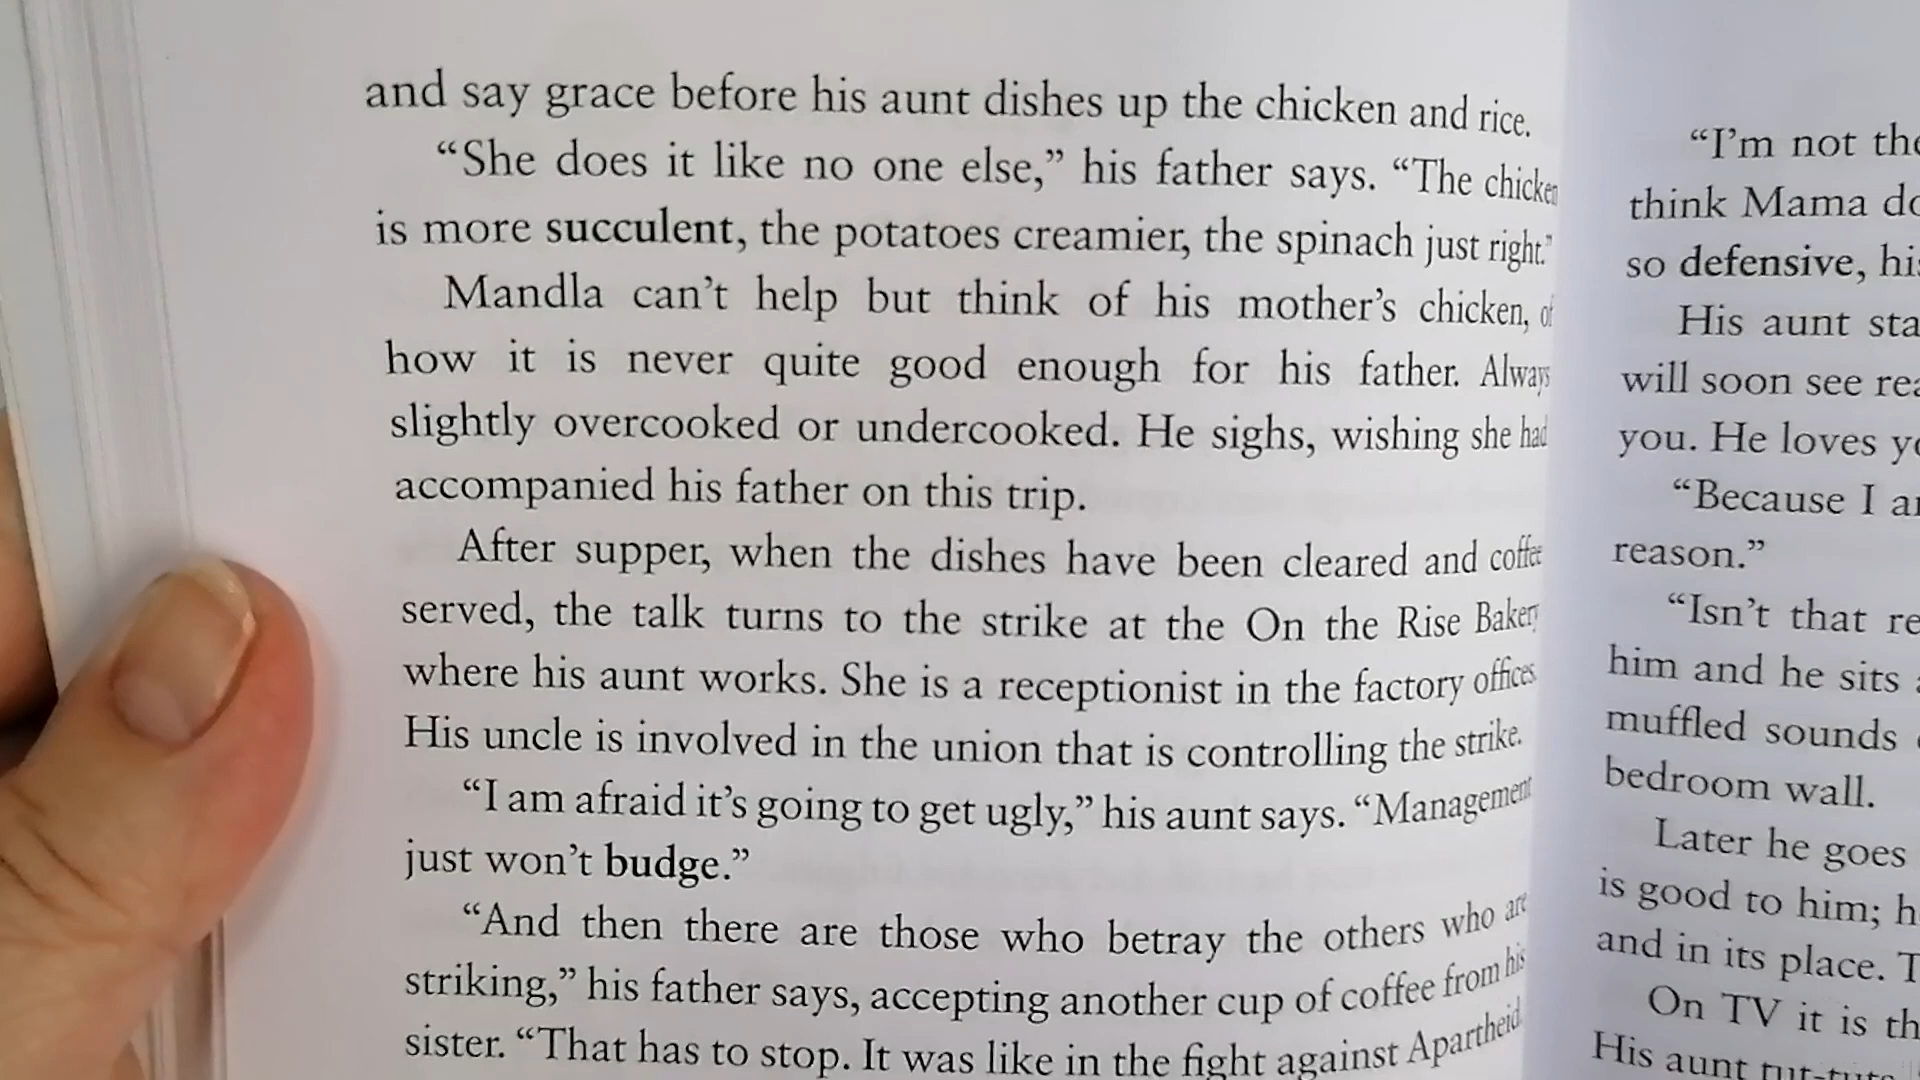 and say grace before his aunt dishes up the chicken and rice.
“She does it like no one else,” his father says. “The chicken
is more succulent, the potatoes creamier, the spinach just right.”
Mandla can’t help but think of his mother’s chicken, of
how it is never quite good enough for his father. Always
slightly overcooked or undercooked. He sighs, wishing she had
accompanied his father on this trip.
After supper, when the dishes have been cleared and coffee
served, the talk turns to the strike at the On the Rise Bakery
where his aunt works. She is a receptionist in the factory offices.
His uncle is involved in the union that is controlling the strike.
“I am afraid it’s going to get ugly,” his aunt says. “Management
just won’t budge.”
“And then there are those who betray the others who are
striking,” his father says, accepting another cup of coffee from his
sister. “That has to stop. It was like in the fight against Apartheid.
“I’m not
think Mama
so defensive,
His aunt
will soon see
you. He loves
“Because I
reason.”
“Isn’t that
him and he sits
muffled sounds
bedroom wall.
Later he goes
is good to him;
and in its place.
On TV it is
His aunt